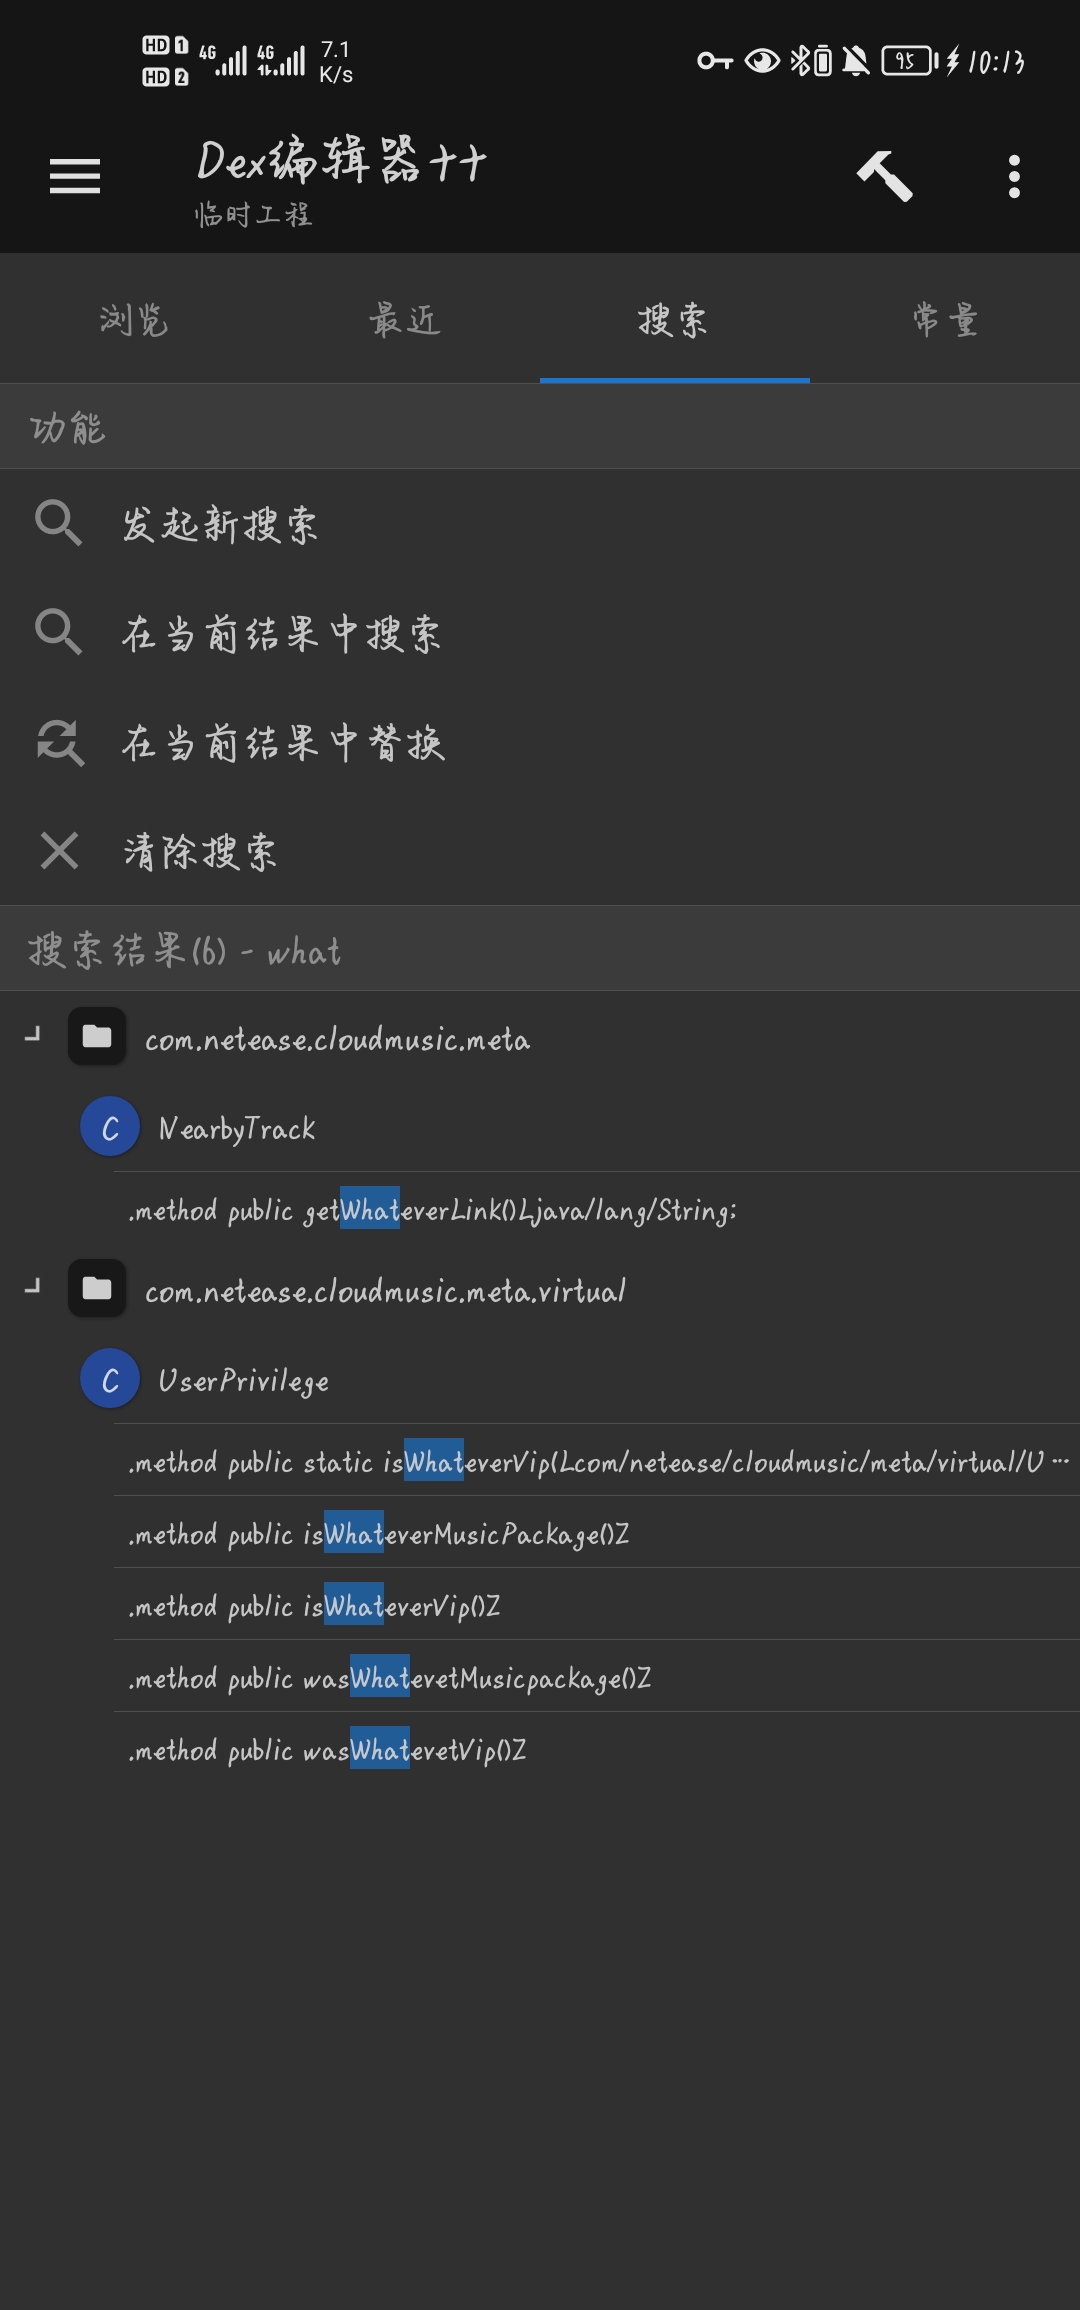 HD 1 4G 4G 7.1
HD 2 K/s
95 10:13
Dex编辑器++
临时工程
浏览 最近 搜索 常量
功能
发起新搜索
在当前结果中搜索
在当前结果中替换
清除搜索
搜索结果(6) - what
com.netease.cloudmusic.meta
C NearbyTrack
.method public getWhateverLink()Ljava/lang/String;
com.netease.cloudmusic.meta.virtual
C UserPrivilege
.method public static isWhateverVip(Lcom/netease/cloudmusic/meta/virtual/U…
.method public isWhateverMusicPackage()Z
.method public isWhateverVip()Z
.method public wasWhatevetMusicpackage()Z
.method public wasWhatevetVip()Z